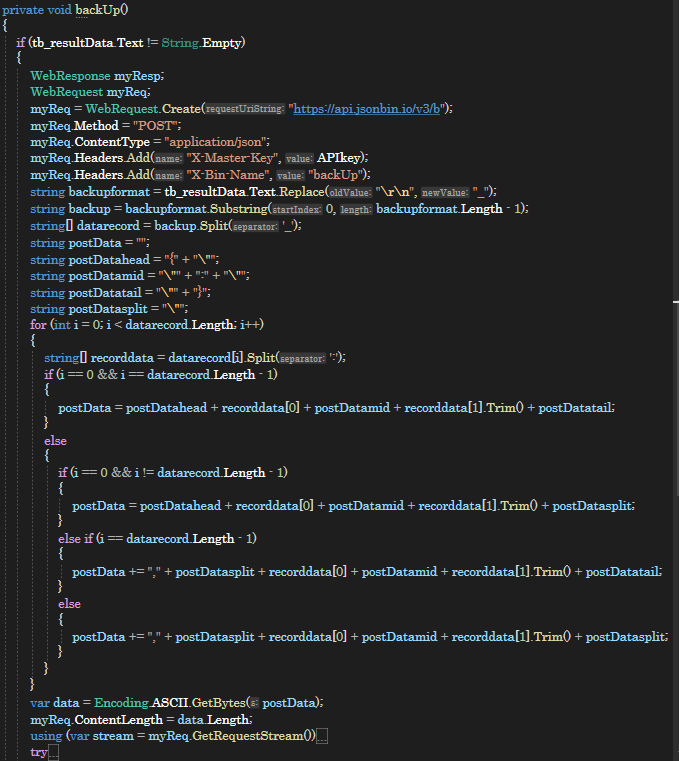 private void backUp()
{
if (tb_resultData.Text != String.Empty)
{
WebResponse myResp;
WebRequest myReq;
myReq = WebRequest.Create(requestUriString: "https://api.jsonbin.io/v3/b");
myReq.Method = "POST";
myReq.ContentType = "application/json";
myReq.Headers.Add(name: "X-Master-Key", value: APIkey);
myReq.Headers.Add(name: "X-Bin-Name", value: "backUp");
string backupformat = tb_resultData.Text.Replace(oldValue: "\r\n", newValue: "_");
string backup = backupformat.Substring(startIndex: 0, length: backupformat.Length - 1);
string[] datarecord = backup.Split(separator: '_');
string postData = "";
string postDatahead = "{" + "\"";
string postDatamid = "\"" + ":" + "\"";
string postDatatail = "\"" + "}";
string postDatasplit = "\"";
for (int i = 0; i < datarecord.Length; i++)
{
string[] recorddata = datarecord[i].Split(separator: ':');
if (i == 0 && i == datarecord.Length - 1)
{
postData = postDatahead + recorddata[0] + postDatamid + recorddata[1].Trim() + postDatatail;
}
else
{
if (i == 0 && i != datarecord.Length - 1)
{
postData = postDatahead + recorddata[0] + postDatamid + recorddata[1].Trim() + postDatasplit;
}
else if (i == datarecord.Length - 1)
{
postData += "," + postDatasplit + recorddata[0] + postDatamid + recorddata[1].Trim() + postDatatail;
}
else
{
postData += "," + postDatasplit + recorddata[0] + postDatamid + recorddata[1].Trim() + postDatasplit;
}
}
}
var data = Encoding.ASCII.GetBytes(s: postData);
myReq.ContentLength = data.Length;
using (var stream = myReq.GetRequestStream())...
try...